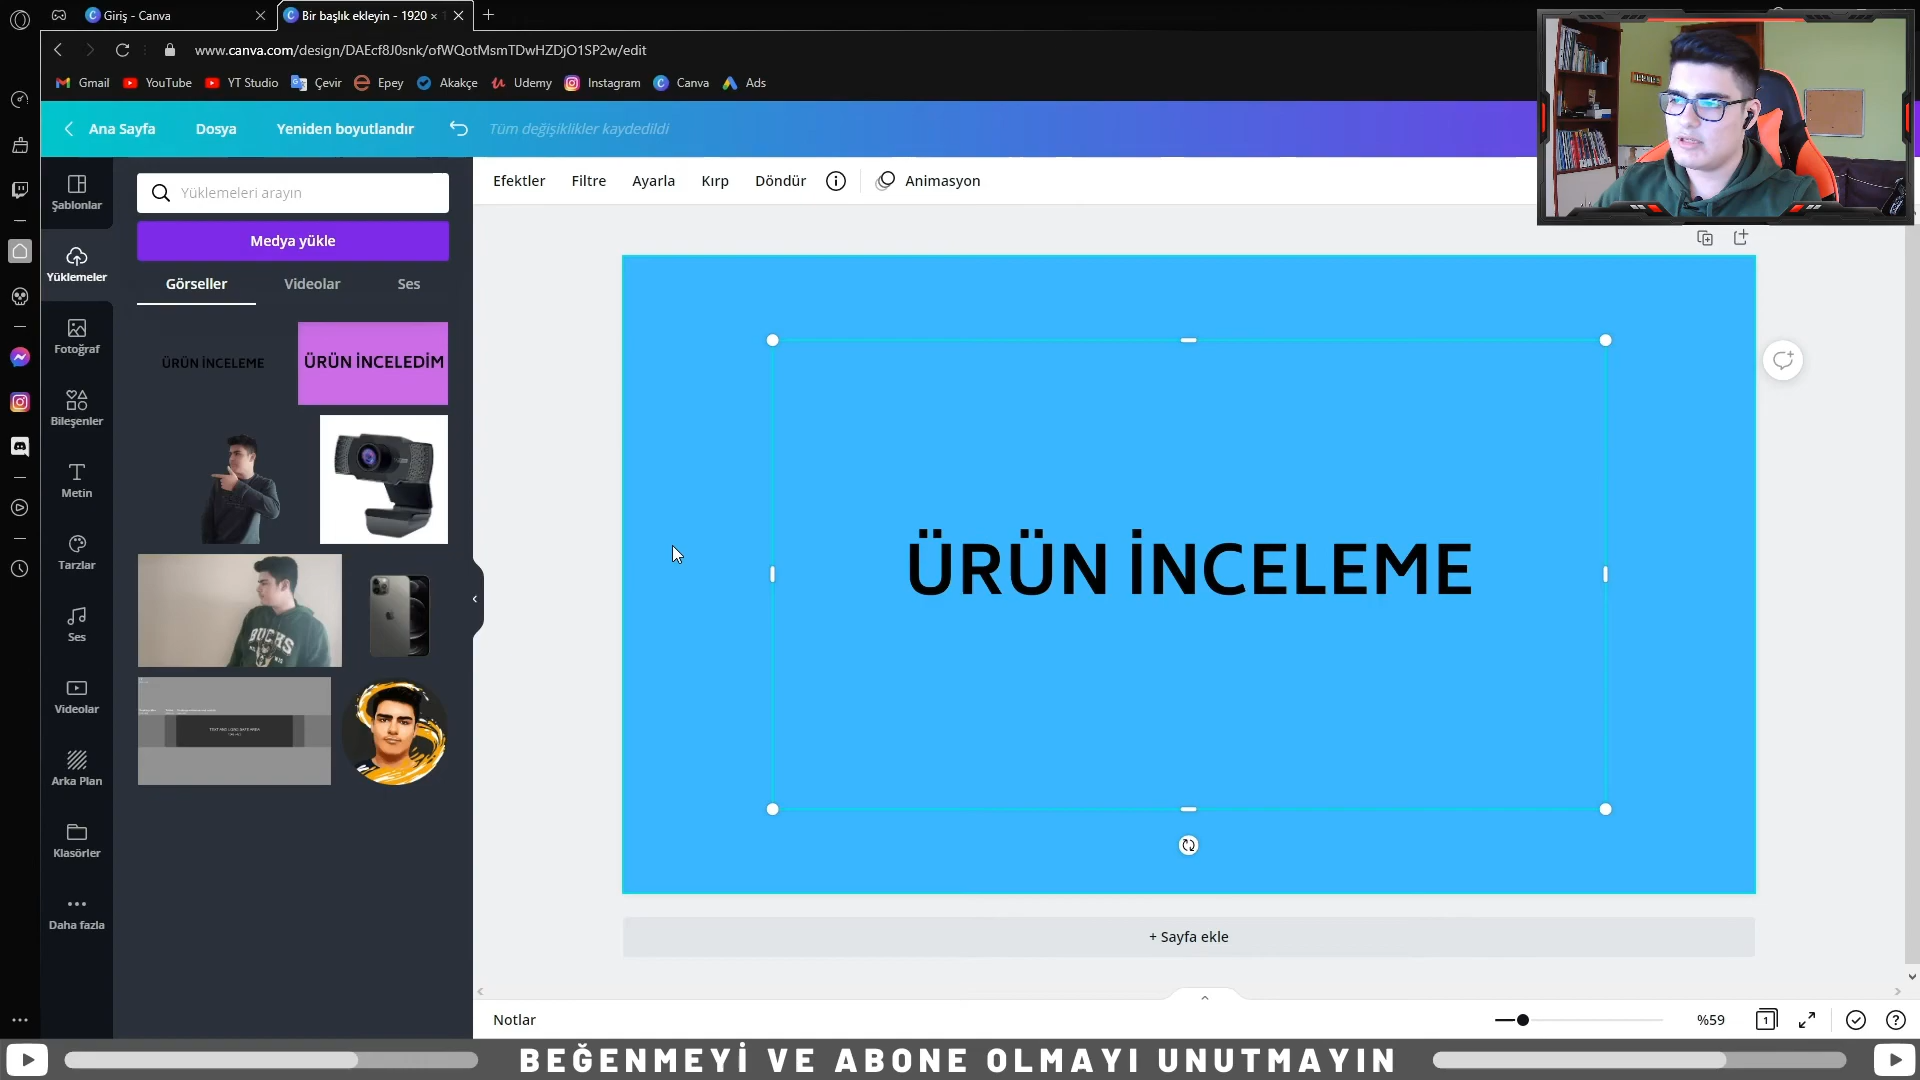 Giriş - Canva
Bir başlık ekleyin - 1920 ×
www.canva.com/design/DAEcf8J0snk/ofWQotMsmTDwHZDjO1SP2w/edit
Gmail YouTube YT Studio Çevir Epey Akakçe Udemy Instagram Canva Ads
Ana Sayfa Dosya Yeniden boyutlandır Tüm değişiklikler kaydedildi
Efektler Filtre Ayarla Kırp Döndür Animasyon
Şablonlar
Yüklemeler
Fotoğraf
Bileşenler
Metin
Tarzlar
Ses
Videolar
Arka Plan
Klasörler
Daha fazla
Yüklemeleri arayın
Medya yükle
Görseller Videolar Ses
ÜRÜN İNCELEME
ÜRÜN İNCELEDİM
BUCKS
ÜRÜN İNCELEME
+ Sayfa ekle
Notlar
%59
1
BEĞENMEYİ VE ABONE OLMAYI UNUTMAYIN